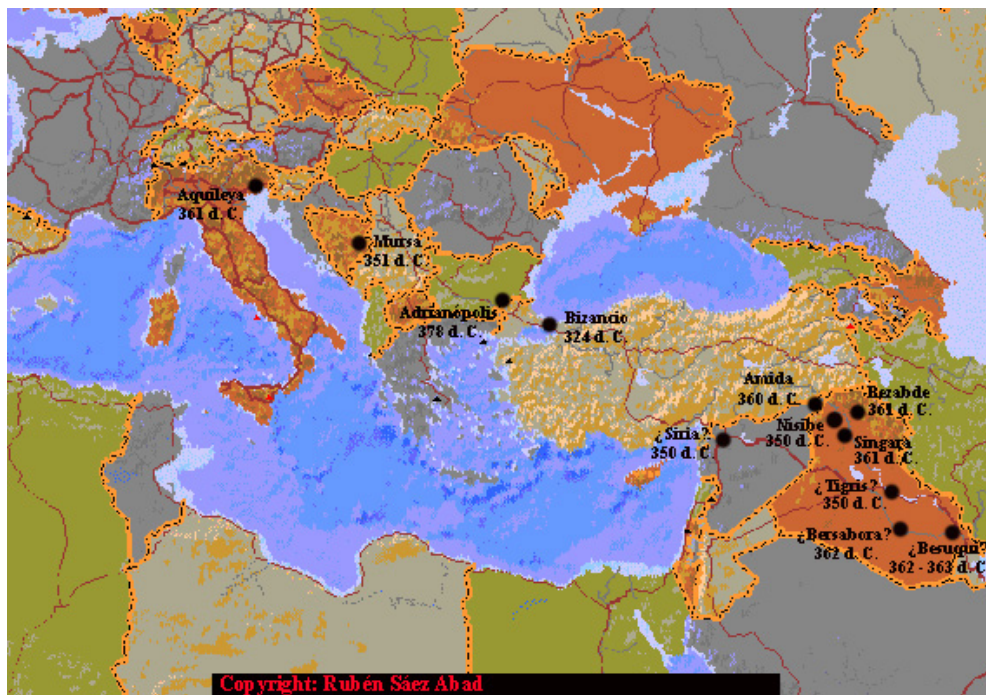 Aquileya
361 d. C.
Mursa
351 d. C.
Adrianópolis
378 d. C.
Bizancio
324 d. C.
Amida
360 d. C.
Bezabde
361 d. C.
Nisibe
350 d. C.
Singara
361 d. C.
¿Siria?
350 d. C.
¿Tigris?
350 d. C.
¿Bersabora?
362 d. C.
¿Besuqui?
362 - 363 d. C.
Copyright: Rubén Sáez Abad